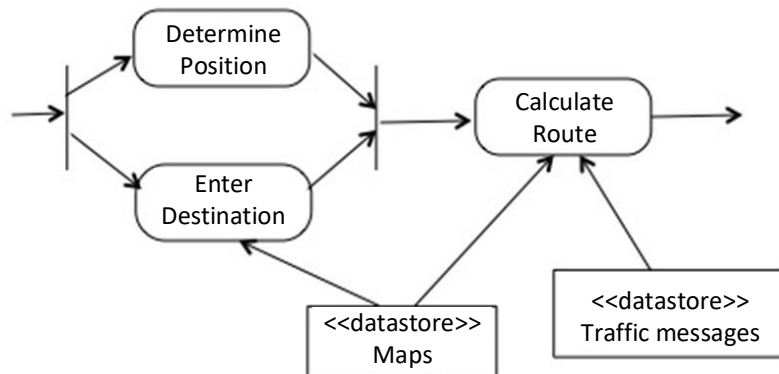 Determine
Position
Calculate
Route
Enter
Destination
<<datastore>>
Maps
<<datastore>>
Traffic messages